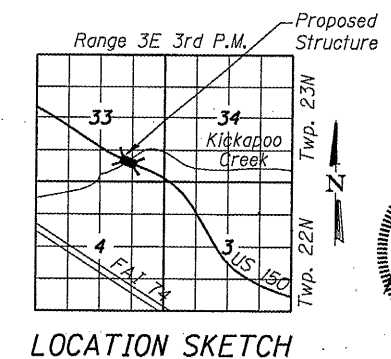 Proposed
Structure
Range 3E 3rd P.M.
33
34
Twp. 23N
Kickapoo
Creek
N
4
3
US 150
FAI 74
Twp. 22N
LOCATION SKETCH